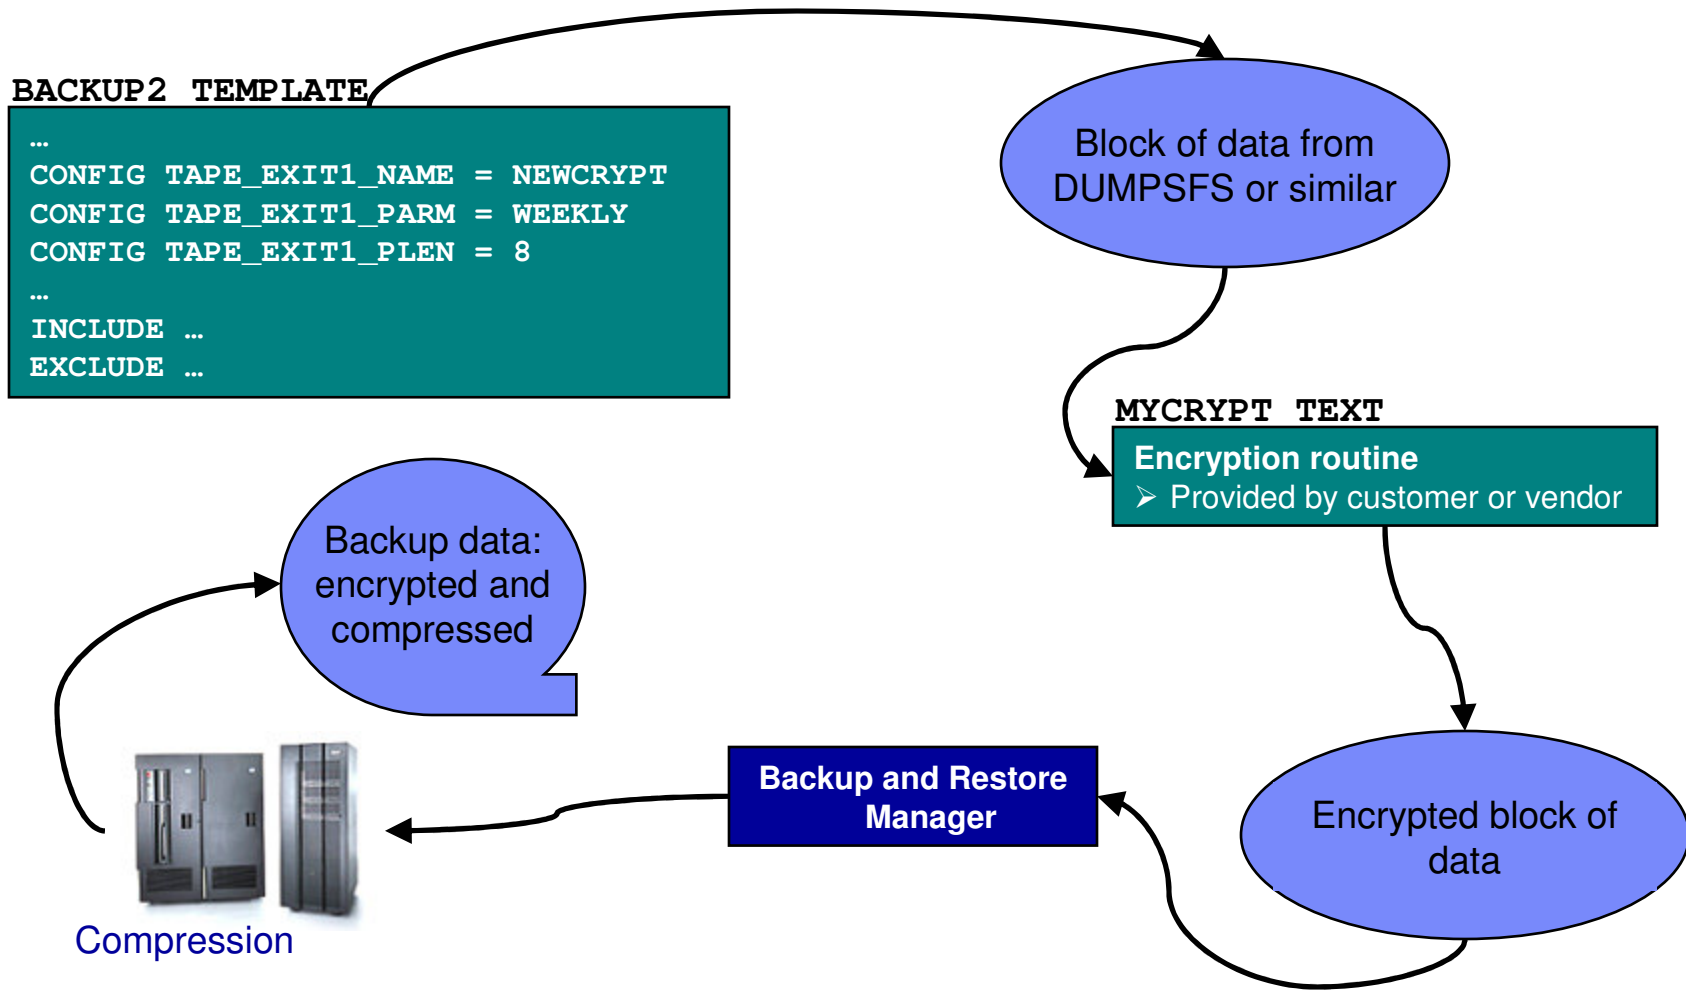 BACKUP2 TEMPLATE
…
CONFIG TAPE_EXIT1_NAME = NEWCRYPT
CONFIG TAPE_EXIT1_PARM = WEEKLY
CONFIG TAPE_EXIT1_PLEN = 8
…
INCLUDE …
EXCLUDE …
Block of data from
DUMPSFS or similar
MYCRYPT TEXT
Encryption routine
➢ Provided by customer or vendor
Encrypted block of
data
Backup and Restore
Manager
Compression
Backup data:
encrypted and
compressed